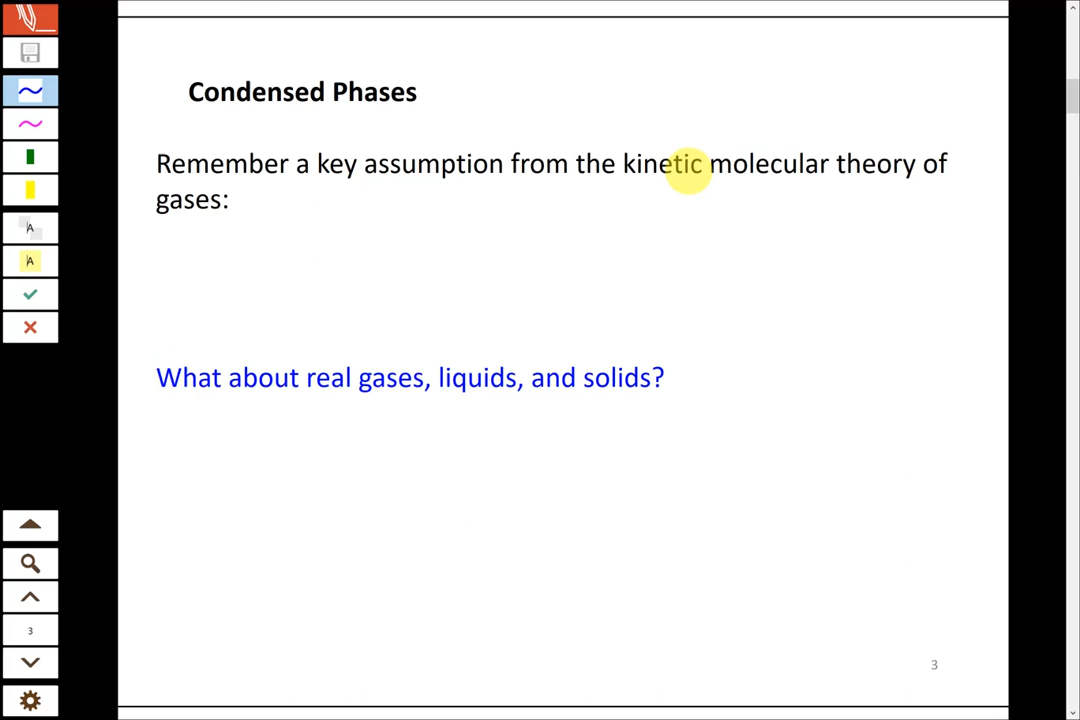 Condensed Phases
Remember a key assumption from the kinetic molecular theory of
gases:
What about real gases, liquids, and solids?
A
A
3
3